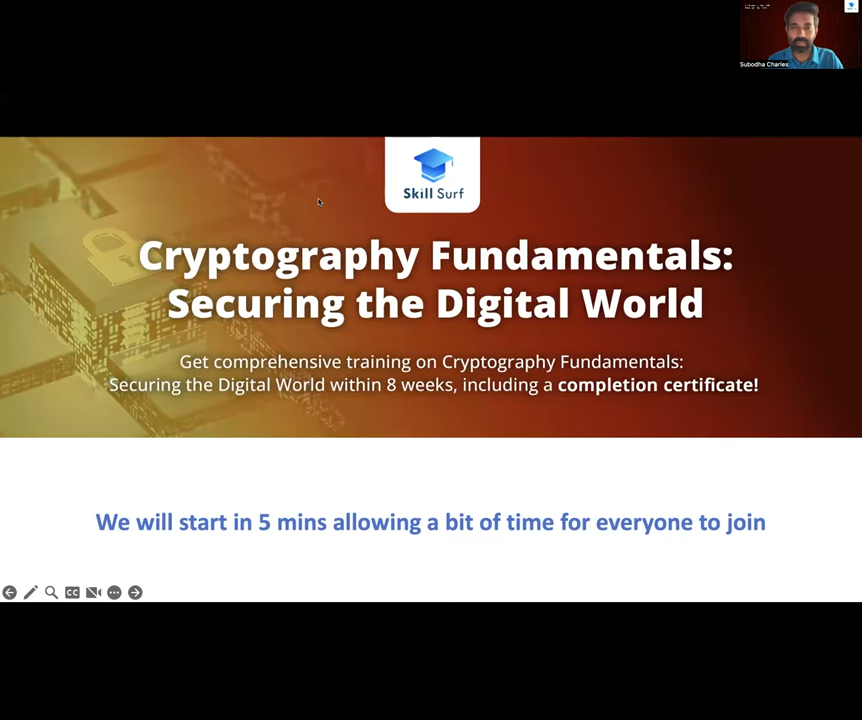 Subodha Charles
Skill Surf
Cryptography Fundamentals:
Securing the Digital World
Get comprehensive training on Cryptography Fundamentals:
Securing the Digital World within 8 weeks, including a completion certificate!
We will start in 5 mins allowing a bit of time for everyone to join
CC